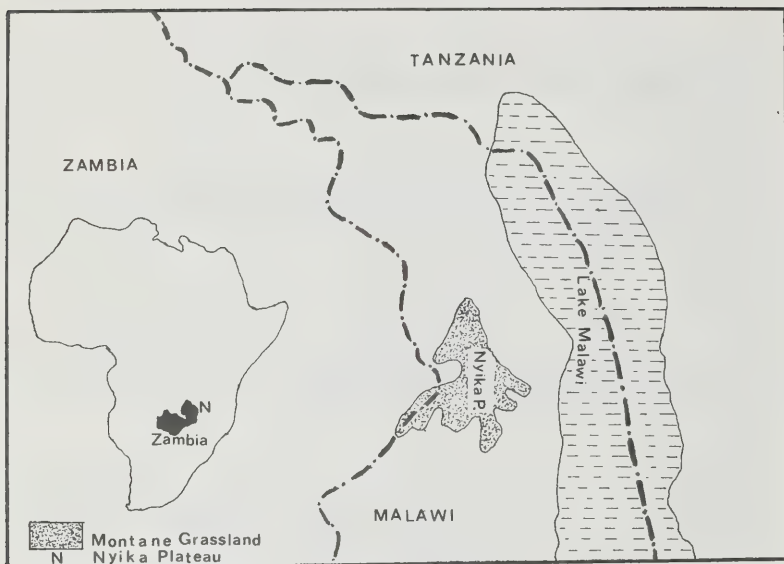 TANZANIA
ZAMBIA
Lake Malawi
Nyika P.
N
Zambia
MALAWI
Montane Grassland
N Nyika Plateau